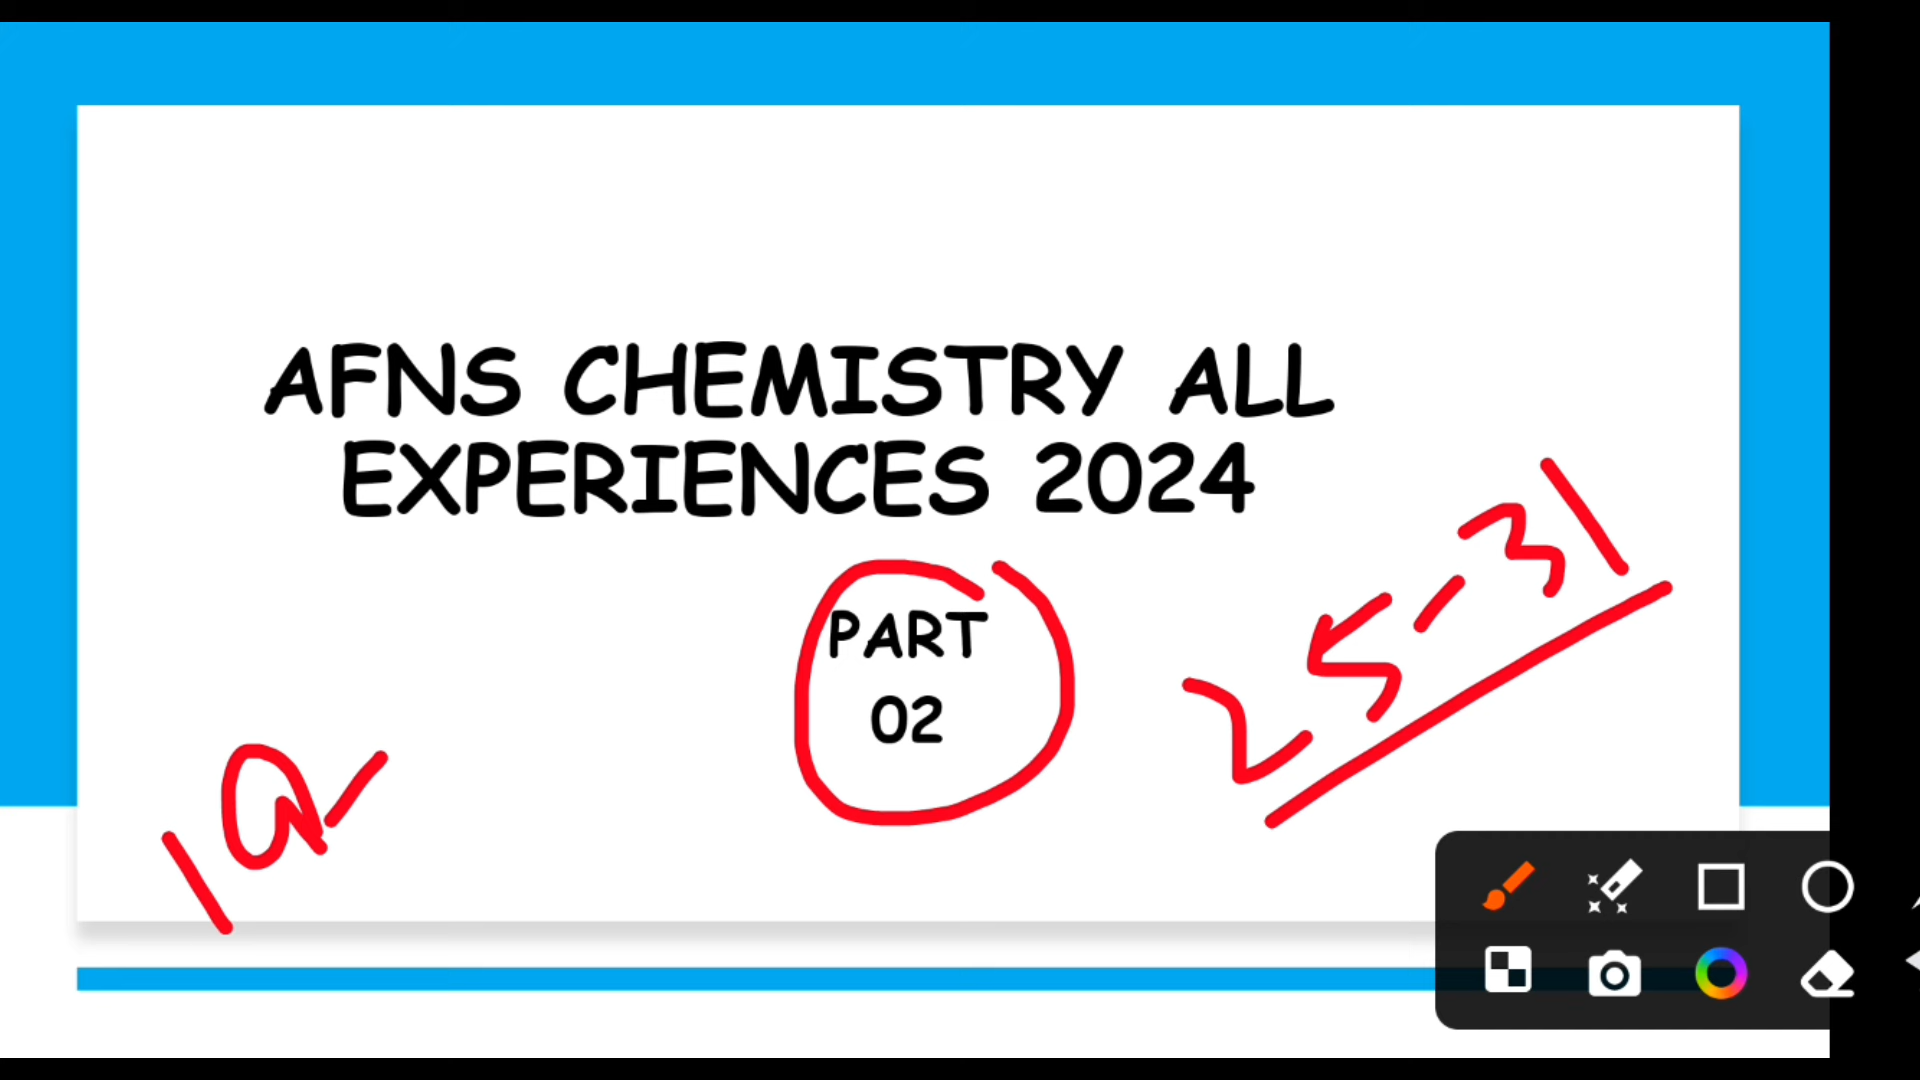 AFNS CHEMISTRY ALL
EXPERIENCES 2024
PART
02
25-31